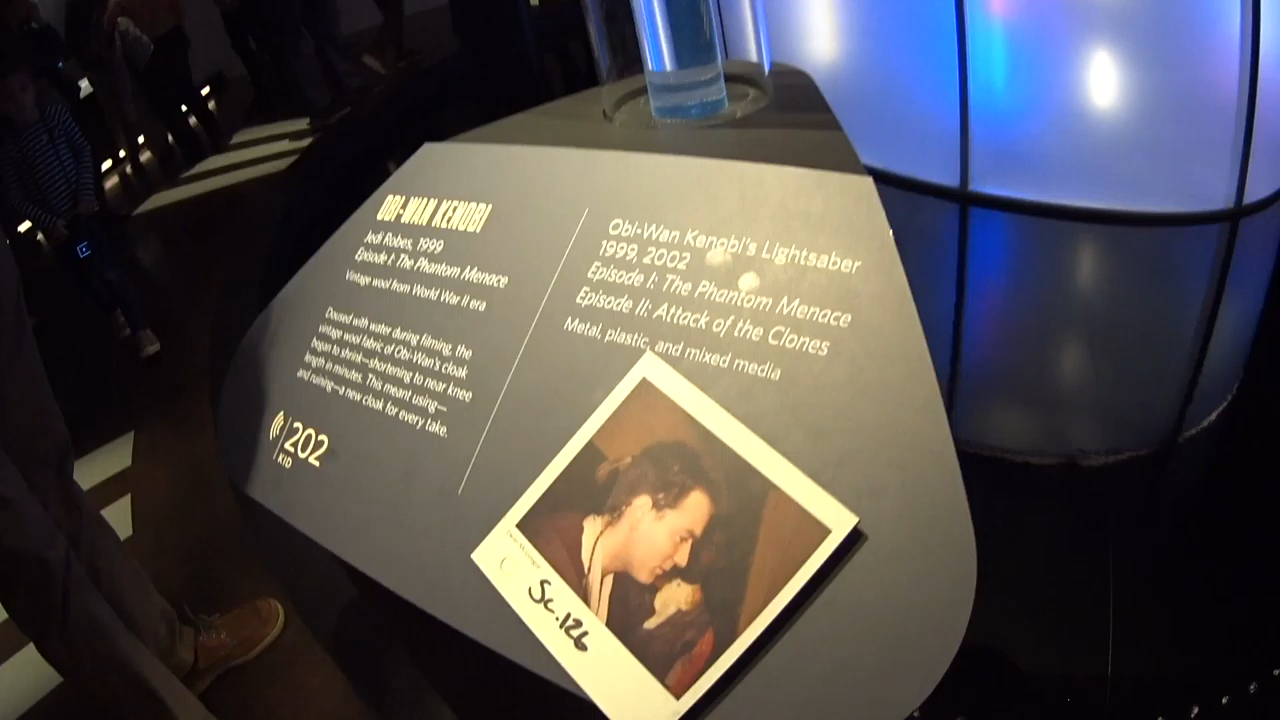 OBI-WAN KENOBI
Jedi Robes, 1999
Episode I: The Phantom Menace
Vintage wool from World War II era
Doused with water during filming, the
vintage wool fabric of Obi-Wan's cloak
began to shrink—shortening to near knee
length in minutes. This meant using—
and ruining—a new cloak for every take.
202
KID
Obi-Wan Kenobi's Lightsaber
1999, 2002
Episode I: The Phantom Menace
Episode II: Attack of the Clones
Metal, plastic, and mixed media
Sc.126